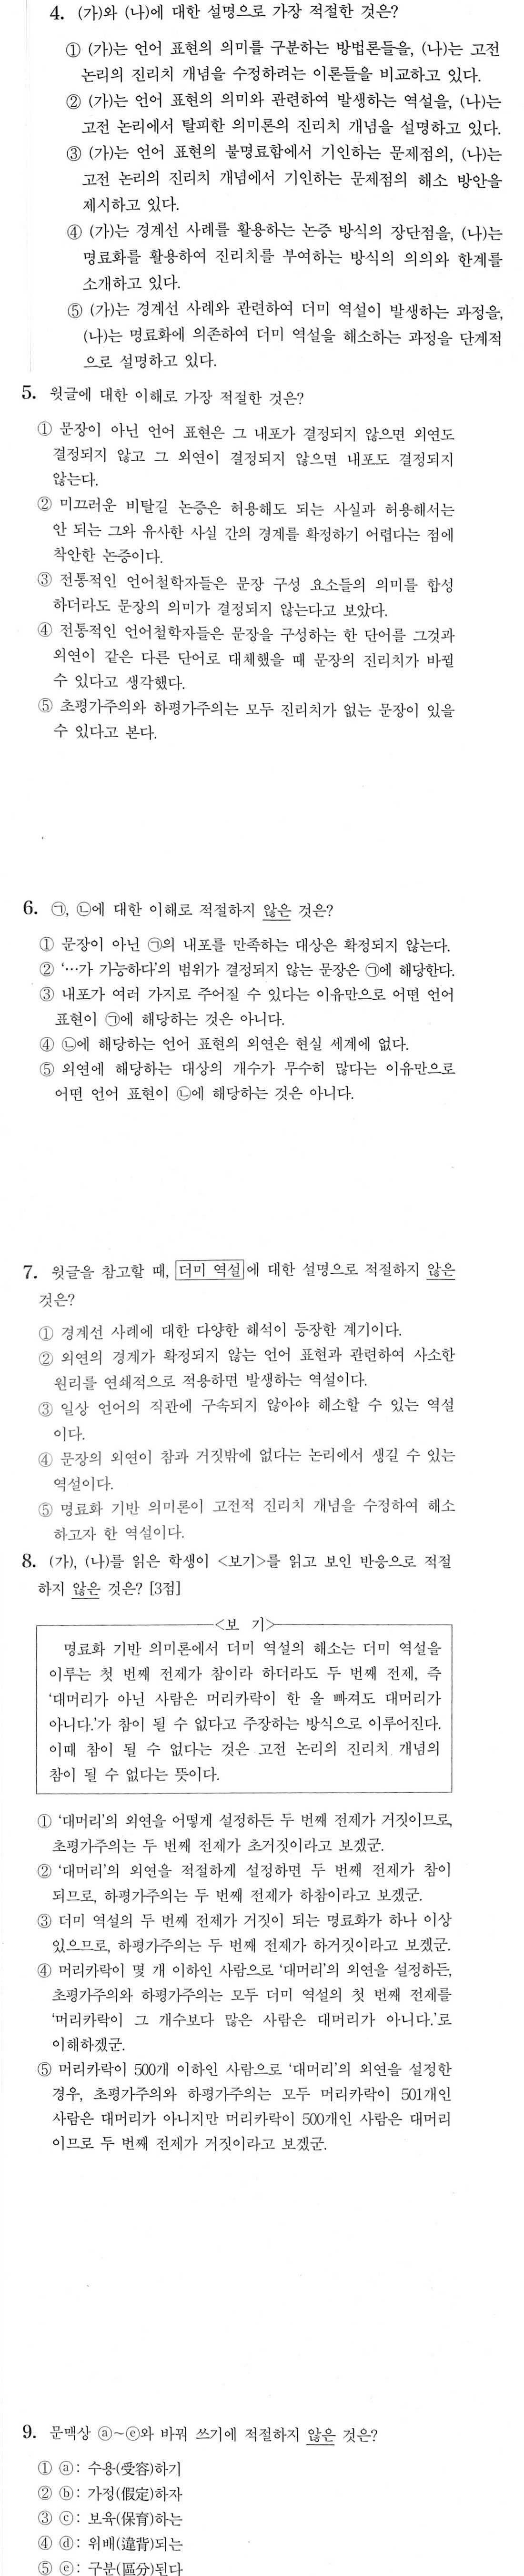 4. (가)와 (나)에 대한 설명으로 가장 적절한 것은?
① (가)는 언어 표현의 의미를 구분하는 방법론들을, (나)는 고전
논리의 진리치 개념을 수정하려는 이론들을 비교하고 있다.
② (가)는 언어 표현의 의미와 관련하여 발생하는 역설을, (나)는
고전 논리에서 탈피한 의미론의 진리치 개념을 설명하고 있다.
③ (가)는 언어 표현의 불명료함에서 기인하는 문제점의, (나)는
고전 논리의 진리치 개념에서 기인하는 문제점의 해소 방안을
제시하고 있다.
④ (가)는 경계선 사례를 활용하는 논증 방식의 장단점을, (나)는
명료화를 활용하여 진리치를 부여하는 방식의 의의와 한계를
소개하고 있다.
⑤ (가)는 경계선 사례와 관련하여 더미 역설이 발생하는 과정을,
(나)는 명료화에 의존하여 더미 역설을 해소하는 과정을 단계적
으로 설명하고 있다.
5. 윗글에 대한 이해로 가장 적절한 것은?
① 문장이 아닌 언어 표현은 그 내포가 결정되지 않으면 외연도
결정되지 않고 그 외연이 결정되지 않으면 내포도 결정되지
않는다.
② 미끄러운 비탈길 논증은 허용해도 되는 사실과 허용해서는
안 되는 그와 유사한 사실 간의 경계를 확정하기 어렵다는 점에
착안한 논증이다.
③ 전통적인 언어철학자들은 문장 구성 요소들의 의미를 합성
하더라도 문장의 의미가 결정되지 않는다고 보았다.
④ 전통적인 언어철학자들은 문장을 구성하는 한 단어를 그것과
외연이 같은 다른 단어로 대체했을 때 문장의 진리치가 바뀔
수 있다고 생각했다.
⑤ 초평가주의와 하평가주의는 모두 진리치가 없는 문장이 있을
수 있다고 본다.
6. ㉠, ㉡에 대한 이해로 적절하지 않은 것은?
① 문장이 아닌 ㉠의 내포를 만족하는 대상은 확정되지 않는다.
② ‘…가 가능하다’의 범위가 결정되지 않는 문장은 ㉠에 해당한다.
③ 내포가 여러 가지로 주어질 수 있다는 이유만으로 어떤 언어
표현이 ㉠에 해당하는 것은 아니다.
④ ㉡에 해당하는 언어 표현의 외연은 현실 세계에 없다.
⑤ 외연에 해당하는 대상의 개수가 무수히 많다는 이유만으로
어떤 언어 표현이 ㉡에 해당하는 것은 아니다.
7. 윗글을 참고할 때, 더미 역설에 대한 설명으로 적절하지 않은
것은?
① 경계선 사례에 대한 다양한 해석이 등장한 계기이다.
② 외연의 경계가 확정되지 않는 언어 표현과 관련하여 사소한
원리를 연쇄적으로 적용하면 발생하는 역설이다.
③ 일상 언어의 직관에 구속되지 않아야 해소할 수 있는 역설
이다.
④ 문장의 외연이 참과 거짓밖에 없다는 논리에서 생길 수 있는
역설이다.
⑤ 명료화 기반 의미론이 고전적 진리치 개념을 수정하여 해소
하고자 한 역설이다.
8. (가), (나)를 읽은 학생이 <보기>를 읽고 보인 반응으로 적절
하지 않은 것은? [3점]
<보 기>
명료화 기반 의미론에서 더미 역설의 해소는 더미 역설을
이루는 첫 번째 전제가 참이라 하더라도 두 번째 전제, 즉
‘대머리가 아닌 사람은 머리카락이 한 올 빠져도 대머리가
아니다.’가 참이 될 수 없다고 주장하는 방식으로 이루어진다.
이때 참이 될 수 없다는 것은 고전 논리의 진리치 개념의
참이 될 수 없다는 뜻이다.
① ‘대머리’의 외연을 어떻게 설정하든 두 번째 전제가 거짓이므로,
초평가주의는 두 번째 전제가 초거짓이라고 보겠군.
② ‘대머리’의 외연을 적절하게 설정하면 두 번째 전제가 참이
되므로, 하평가주의는 두 번째 전제가 하참이라고 보겠군.
③ 더미 역설의 두 번째 전제가 거짓이 되는 명료화가 하나 이상
있으므로, 하평가주의는 두 번째 전제가 하거짓이라고 보겠군.
④ 머리카락이 몇 개 이하인 사람으로 ‘대머리’의 외연을 설정하든,
초평가주의와 하평가주의는 모두 더미 역설의 첫 번째 전제를
‘머리카락이 그 개수보다 많은 사람은 대머리가 아니다.’로
이해하겠군.
⑤ 머리카락이 500개 이하인 사람으로 ‘대머리’의 외연을 설정한
경우, 초평가주의와 하평가주의는 모두 머리카락이 501개인
사람은 대머리가 아니지만 머리카락이 500개인 사람은 대머리
이므로 두 번째 전제가 거짓이라고 보겠군.
9. 문맥상 ⓐ~ⓔ와 바꿔 쓰기에 적절하지 않은 것은?
① ⓐ: 수용(受容)하기
② ⓑ: 가정(假定)하자
③ ⓒ: 보육(保育)하는
④ ⓓ: 위배(違背)되는
⑤ ⓔ: 구분(區分)된다